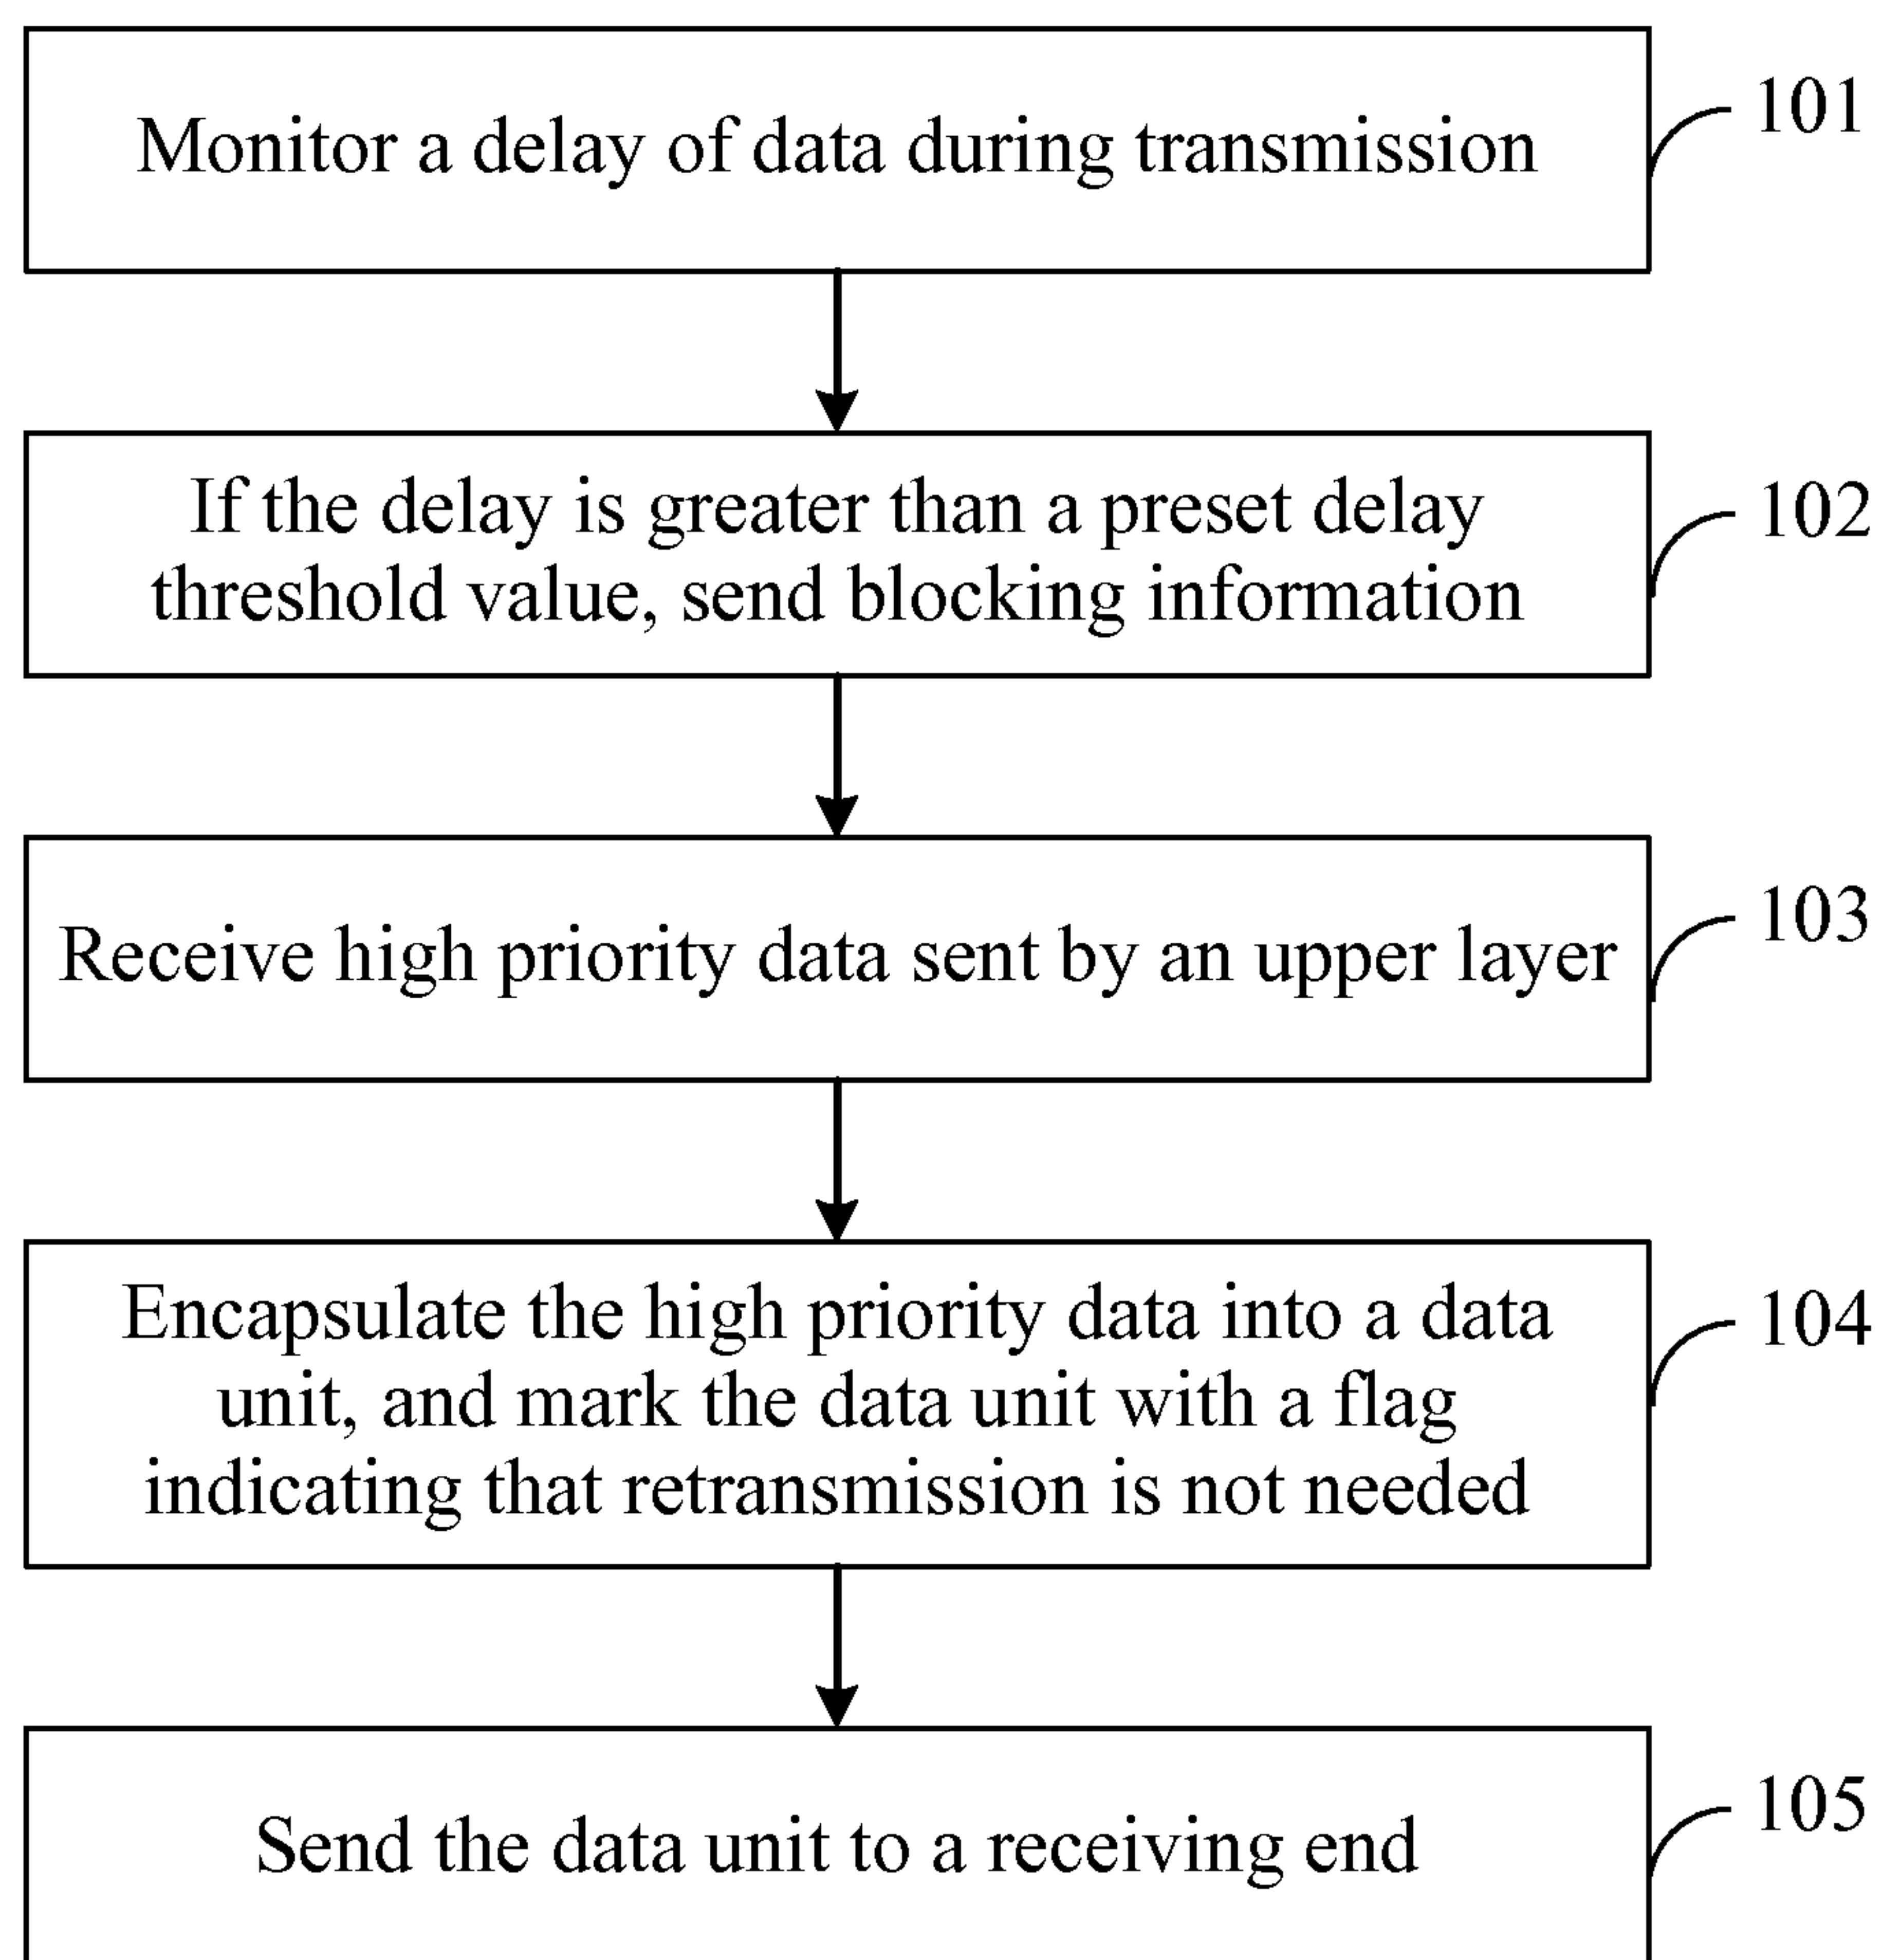 Monitor a delay of data during transmission
101
If the delay is greater than a preset delay
threshold value, send blocking information
102
Receive high priority data sent by an upper layer
103
Encapsulate the high priority data into a data
unit, and mark the data unit with a flag
indicating that retransmission is not needed
104
Send the data unit to a receiving end
105